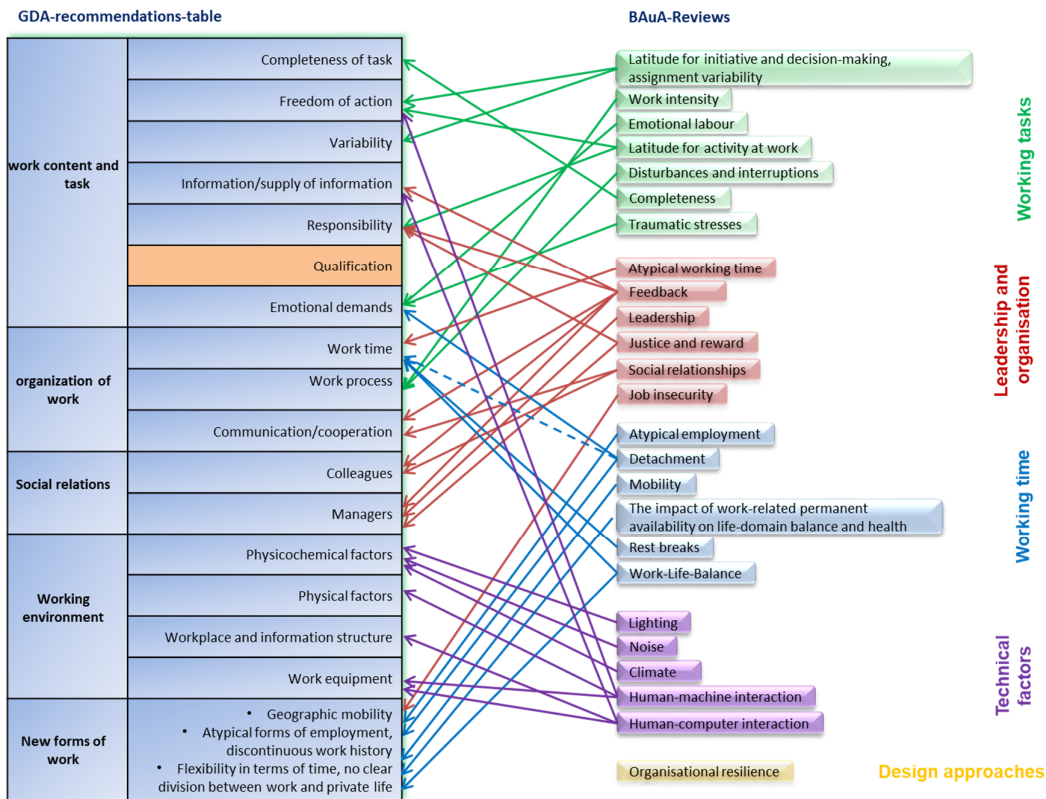 GDA-recommendations-table
BAuA-Reviews
work content and
task
Completeness of task
Freedom of action
Variability
Information/supply of information
Responsibility
Qualification
Emotional demands
organization of
work
Work time
Work process
Communication/cooperation
Social relations
Colleagues
Managers
Working
environment
Physicochemical factors
Physical factors
Workplace and information structure
Work equipment
New forms of
work
• Geographic mobility
• Atypical forms of employment,
discontinuous work history
• Flexibility in terms of time, no clear
division between work and private life
Latitude for initiative and decision-making,
assignment variability
Work intensity
Emotional labour
Latitude for activity at work
Disturbances and interruptions
Completeness
Traumatic stresses
Working tasks
Atypical working time
Feedback
Leadership
Justice and reward
Social relationships
Job insecurity
Leadership and
organisation
Atypical employment
Detachment
Mobility
The impact of work-related permanent
availability on life-domain balance and health
Rest breaks
Work-Life-Balance
Working time
Lighting
Noise
Climate
Human-machine interaction
Human-computer interaction
Technical
factors
Organisational resilience
Design approaches